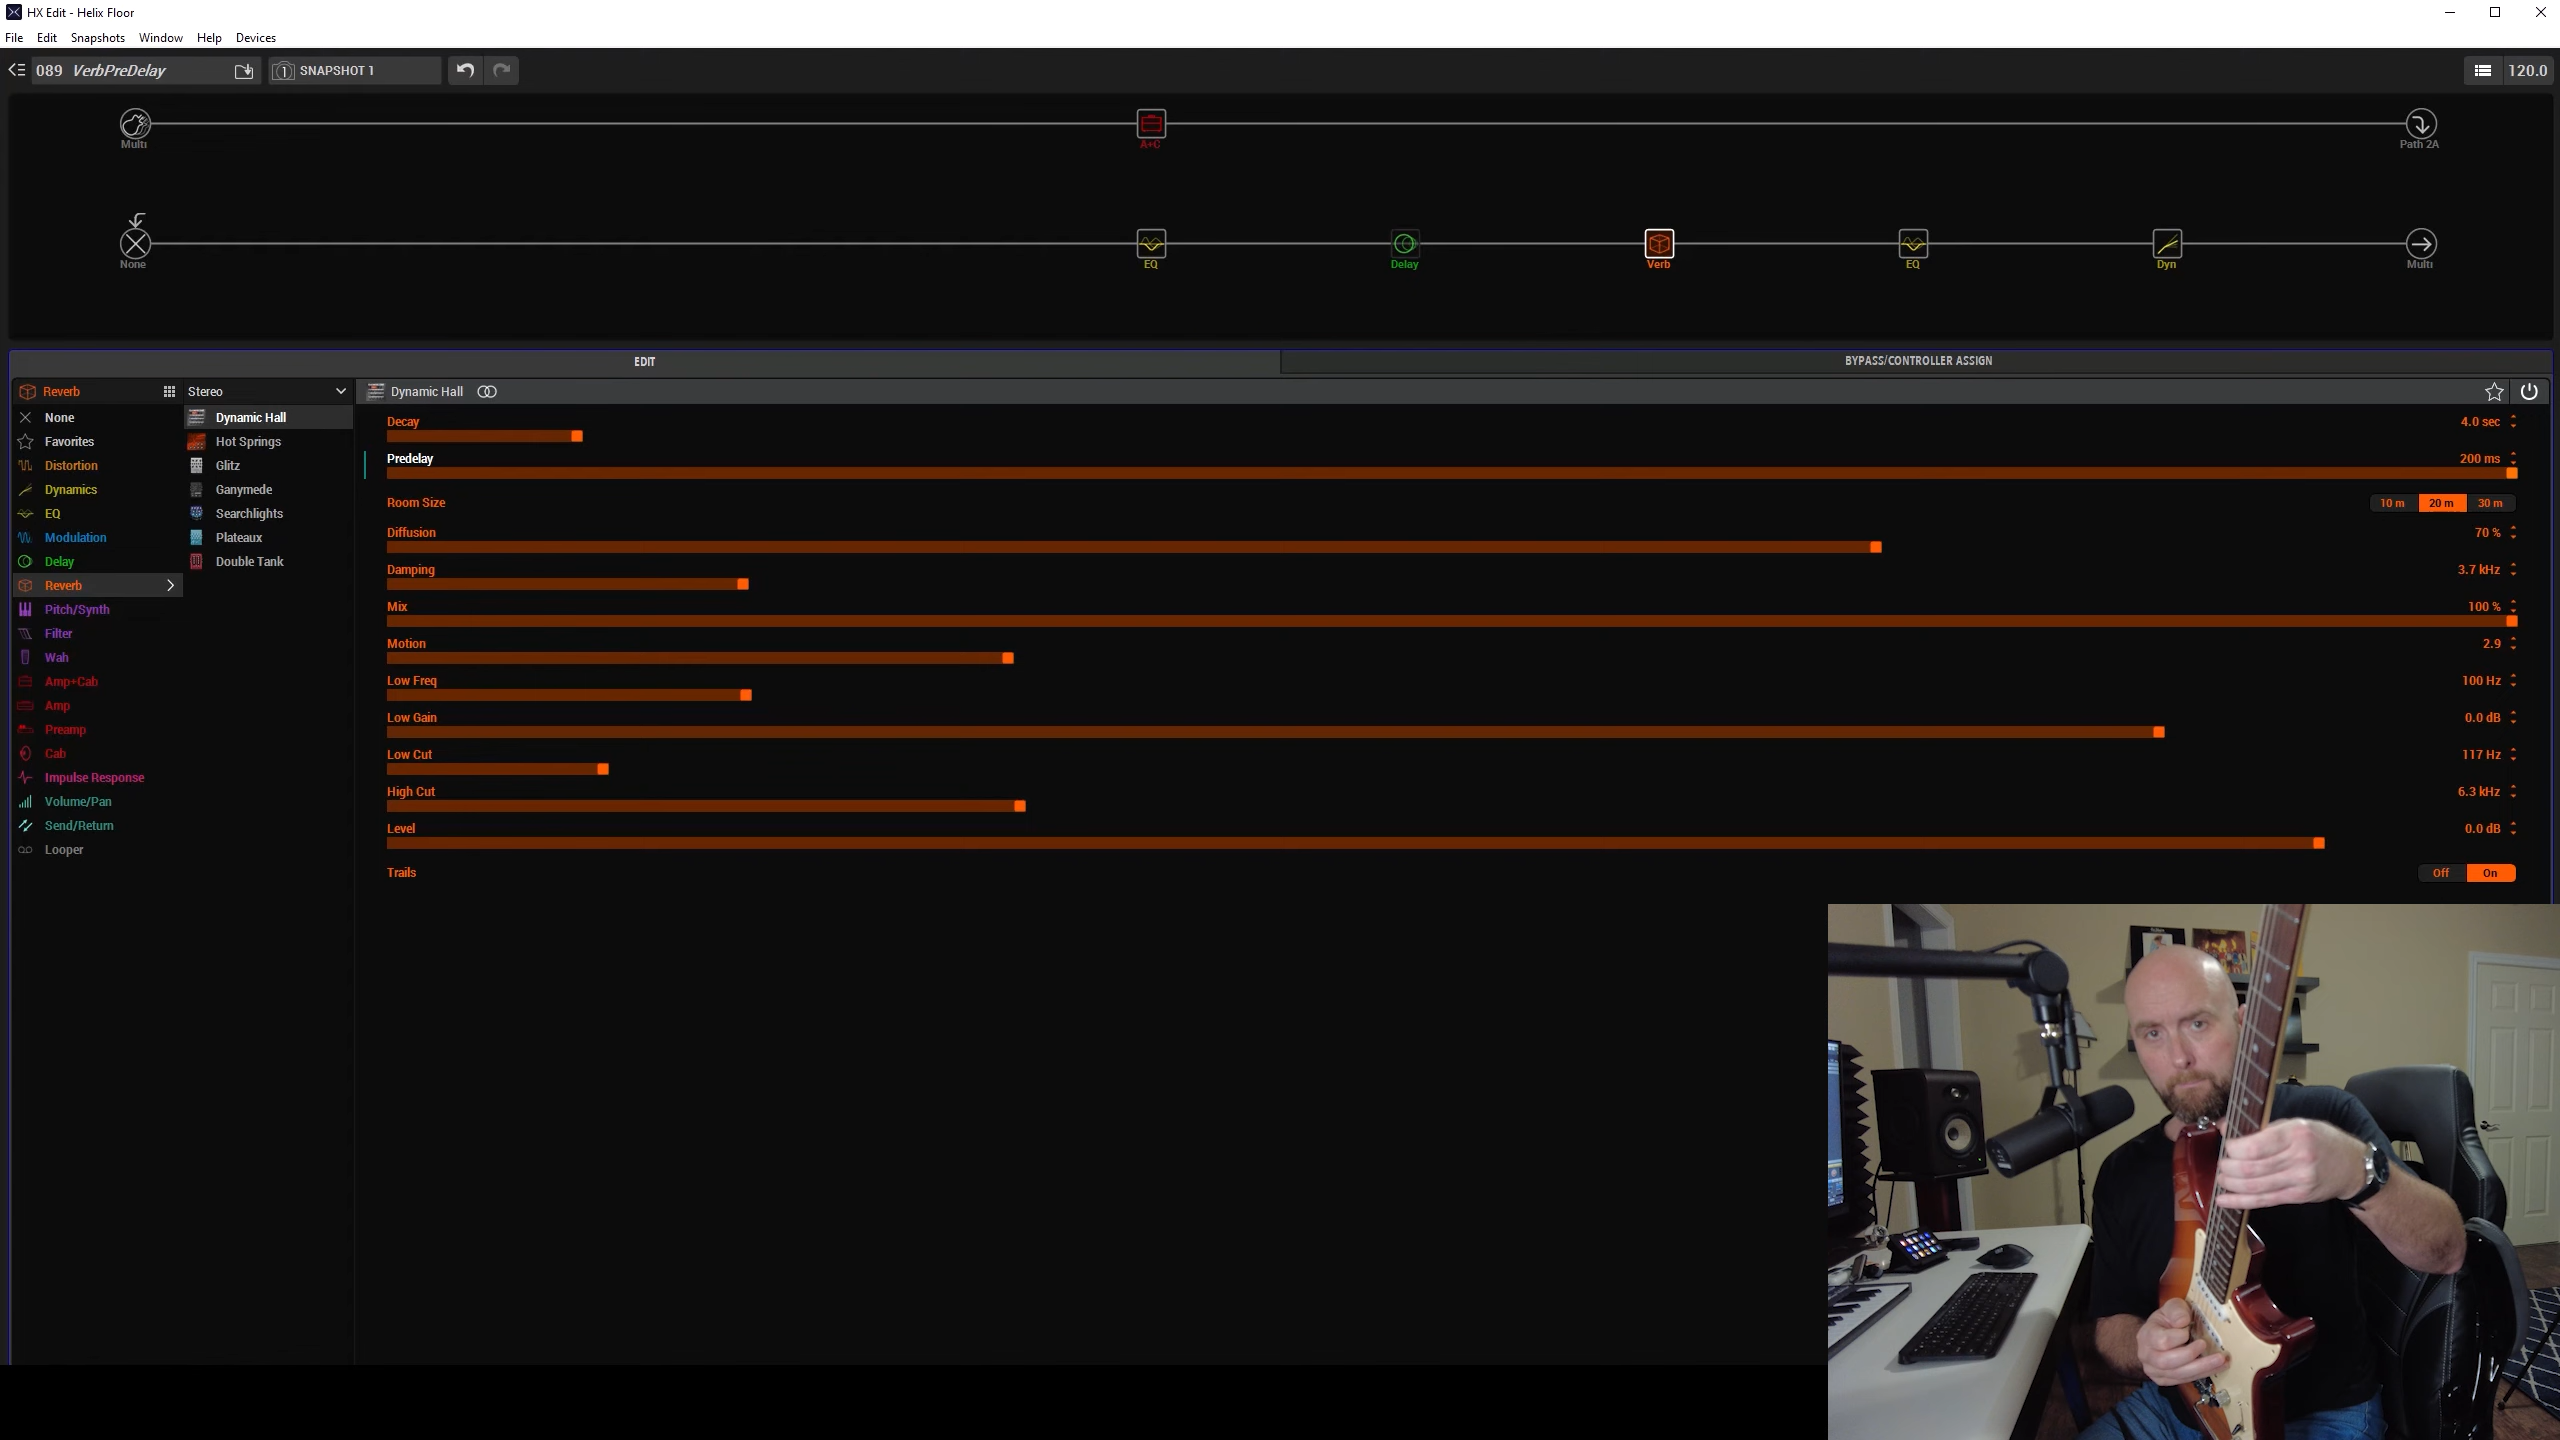 HX Edit - Helix Floor
File Edit Snapshots Window Help Devices
089 VerbPreDelay 1 SNAPSHOT 1 120.0
Multi A+C Path 2A
None EQ Delay Verb EQ Dyn Multi
EDIT BYPASS/CONTROLLER ASSIGN
Reverb Stereo Dynamic Hall
None
Favorites
Distortion
Dynamics
EQ
Modulation
Delay
Reverb
Pitch/Synth
Filter
Wah
Amp+Cab
Amp
Preamp
Cab
Impulse Response
Volume/Pan
Send/Return
Looper
Dynamic Hall
Hot Springs
Glitz
Ganymede
Searchlights
Plateaux
Double Tank
Decay 4.0 sec
Predelay 200 ms
Room Size 10 m 20 m 30 m
Diffusion 70 %
Damping 3.7 kHz
Mix 100 %
Motion 2.9
Low Freq 100 Hz
Low Gain 0.0 dB
Low Cut 117 Hz
High Cut 6.3 kHz
Level 0.0 dB
Trails Off On